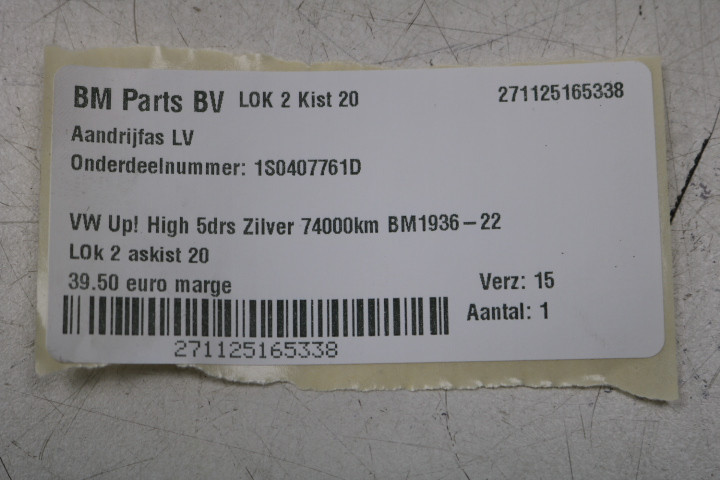 BM Parts BV LOK 2 Kist 20 271125165338
Aandrijfas LV
Onderdeelnummer: 1S0407761D
VW Up! High 5drs Zilver 74000km BM1936-22
LOk 2 askist 20
39.50 euro marge Verz: 15
Aantal: 1
271125165338